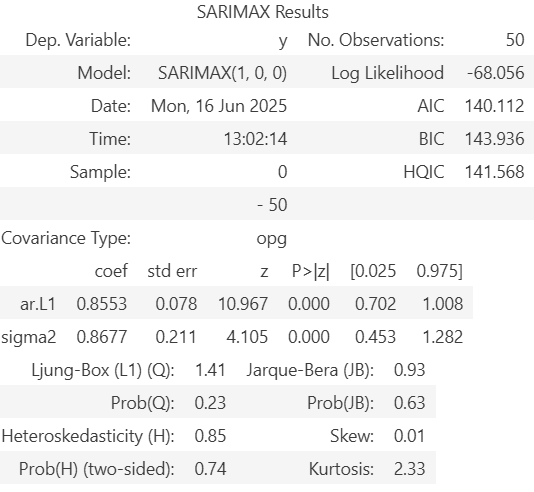 SARIMAX Results
Dep. Variable: y No. Observations: 50
Model: SARIMAX(1, 0, 0) Log Likelihood -68.056
Date: Mon, 16 Jun 2025 AIC 140.112
Time: 13:02:14 BIC 143.936
Sample: 0 HQIC 141.568
- 50
Covariance Type: opg
coef std err z P>|z| [0.025 0.975]
ar.L1 0.8553 0.078 10.967 0.000 0.702 1.008
sigma2 0.8677 0.211 4.105 0.000 0.453 1.282
Ljung-Box (L1) (Q): 1.41 Jarque-Bera (JB): 0.93
Prob(Q): 0.23 Prob(JB): 0.63
Heteroskedasticity (H): 0.85 Skew: 0.01
Prob(H) (two-sided): 0.74 Kurtosis: 2.33